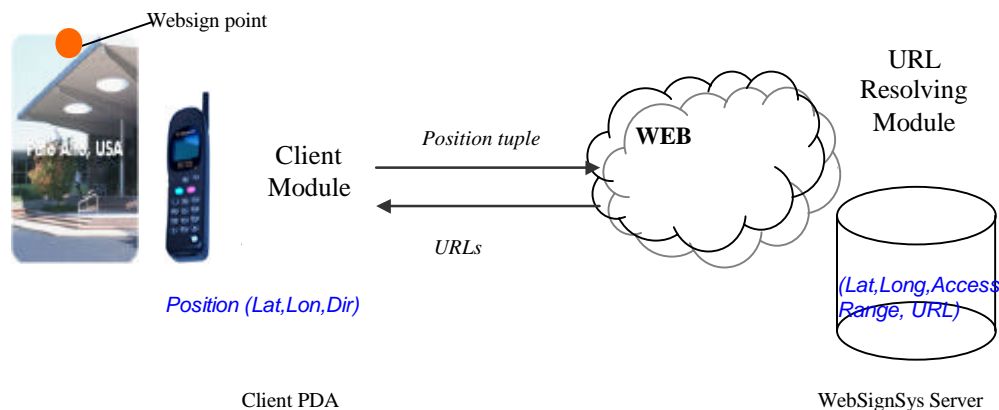 Websign point
Palo Alto, USA
Client
Module
Position tuple
URLs
WEB
URL
Resolving
Module
Position (Lat,Lon,Dir)
(Lat,Long,Access
Range, URL)
Client PDA
WebSignSys Server